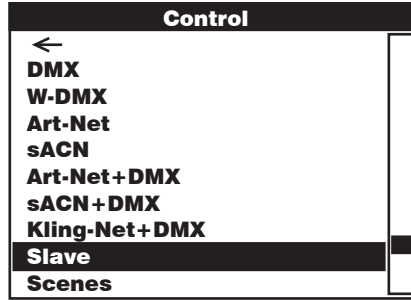 Control
←
DMX
W-DMX
Art-Net
sACN
Art-Net+DMX
sACN+DMX
Kling-Net+DMX
Slave
Scenes